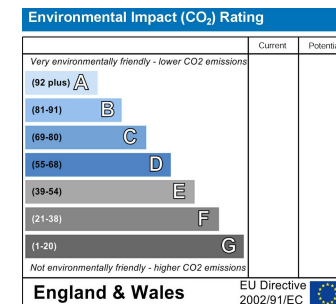 Environmental Impact (CO₂) Rating
Current Potentia
Very environmentally friendly - lower CO2 emissions
(92 plus) A
(81-91) B
(69-80) C
(55-68) D
(39-54) E
(21-38) F
(1-20) G
Not environmentally friendly - higher CO2 emissions
England & Wales
EU Directive
2002/91/EC